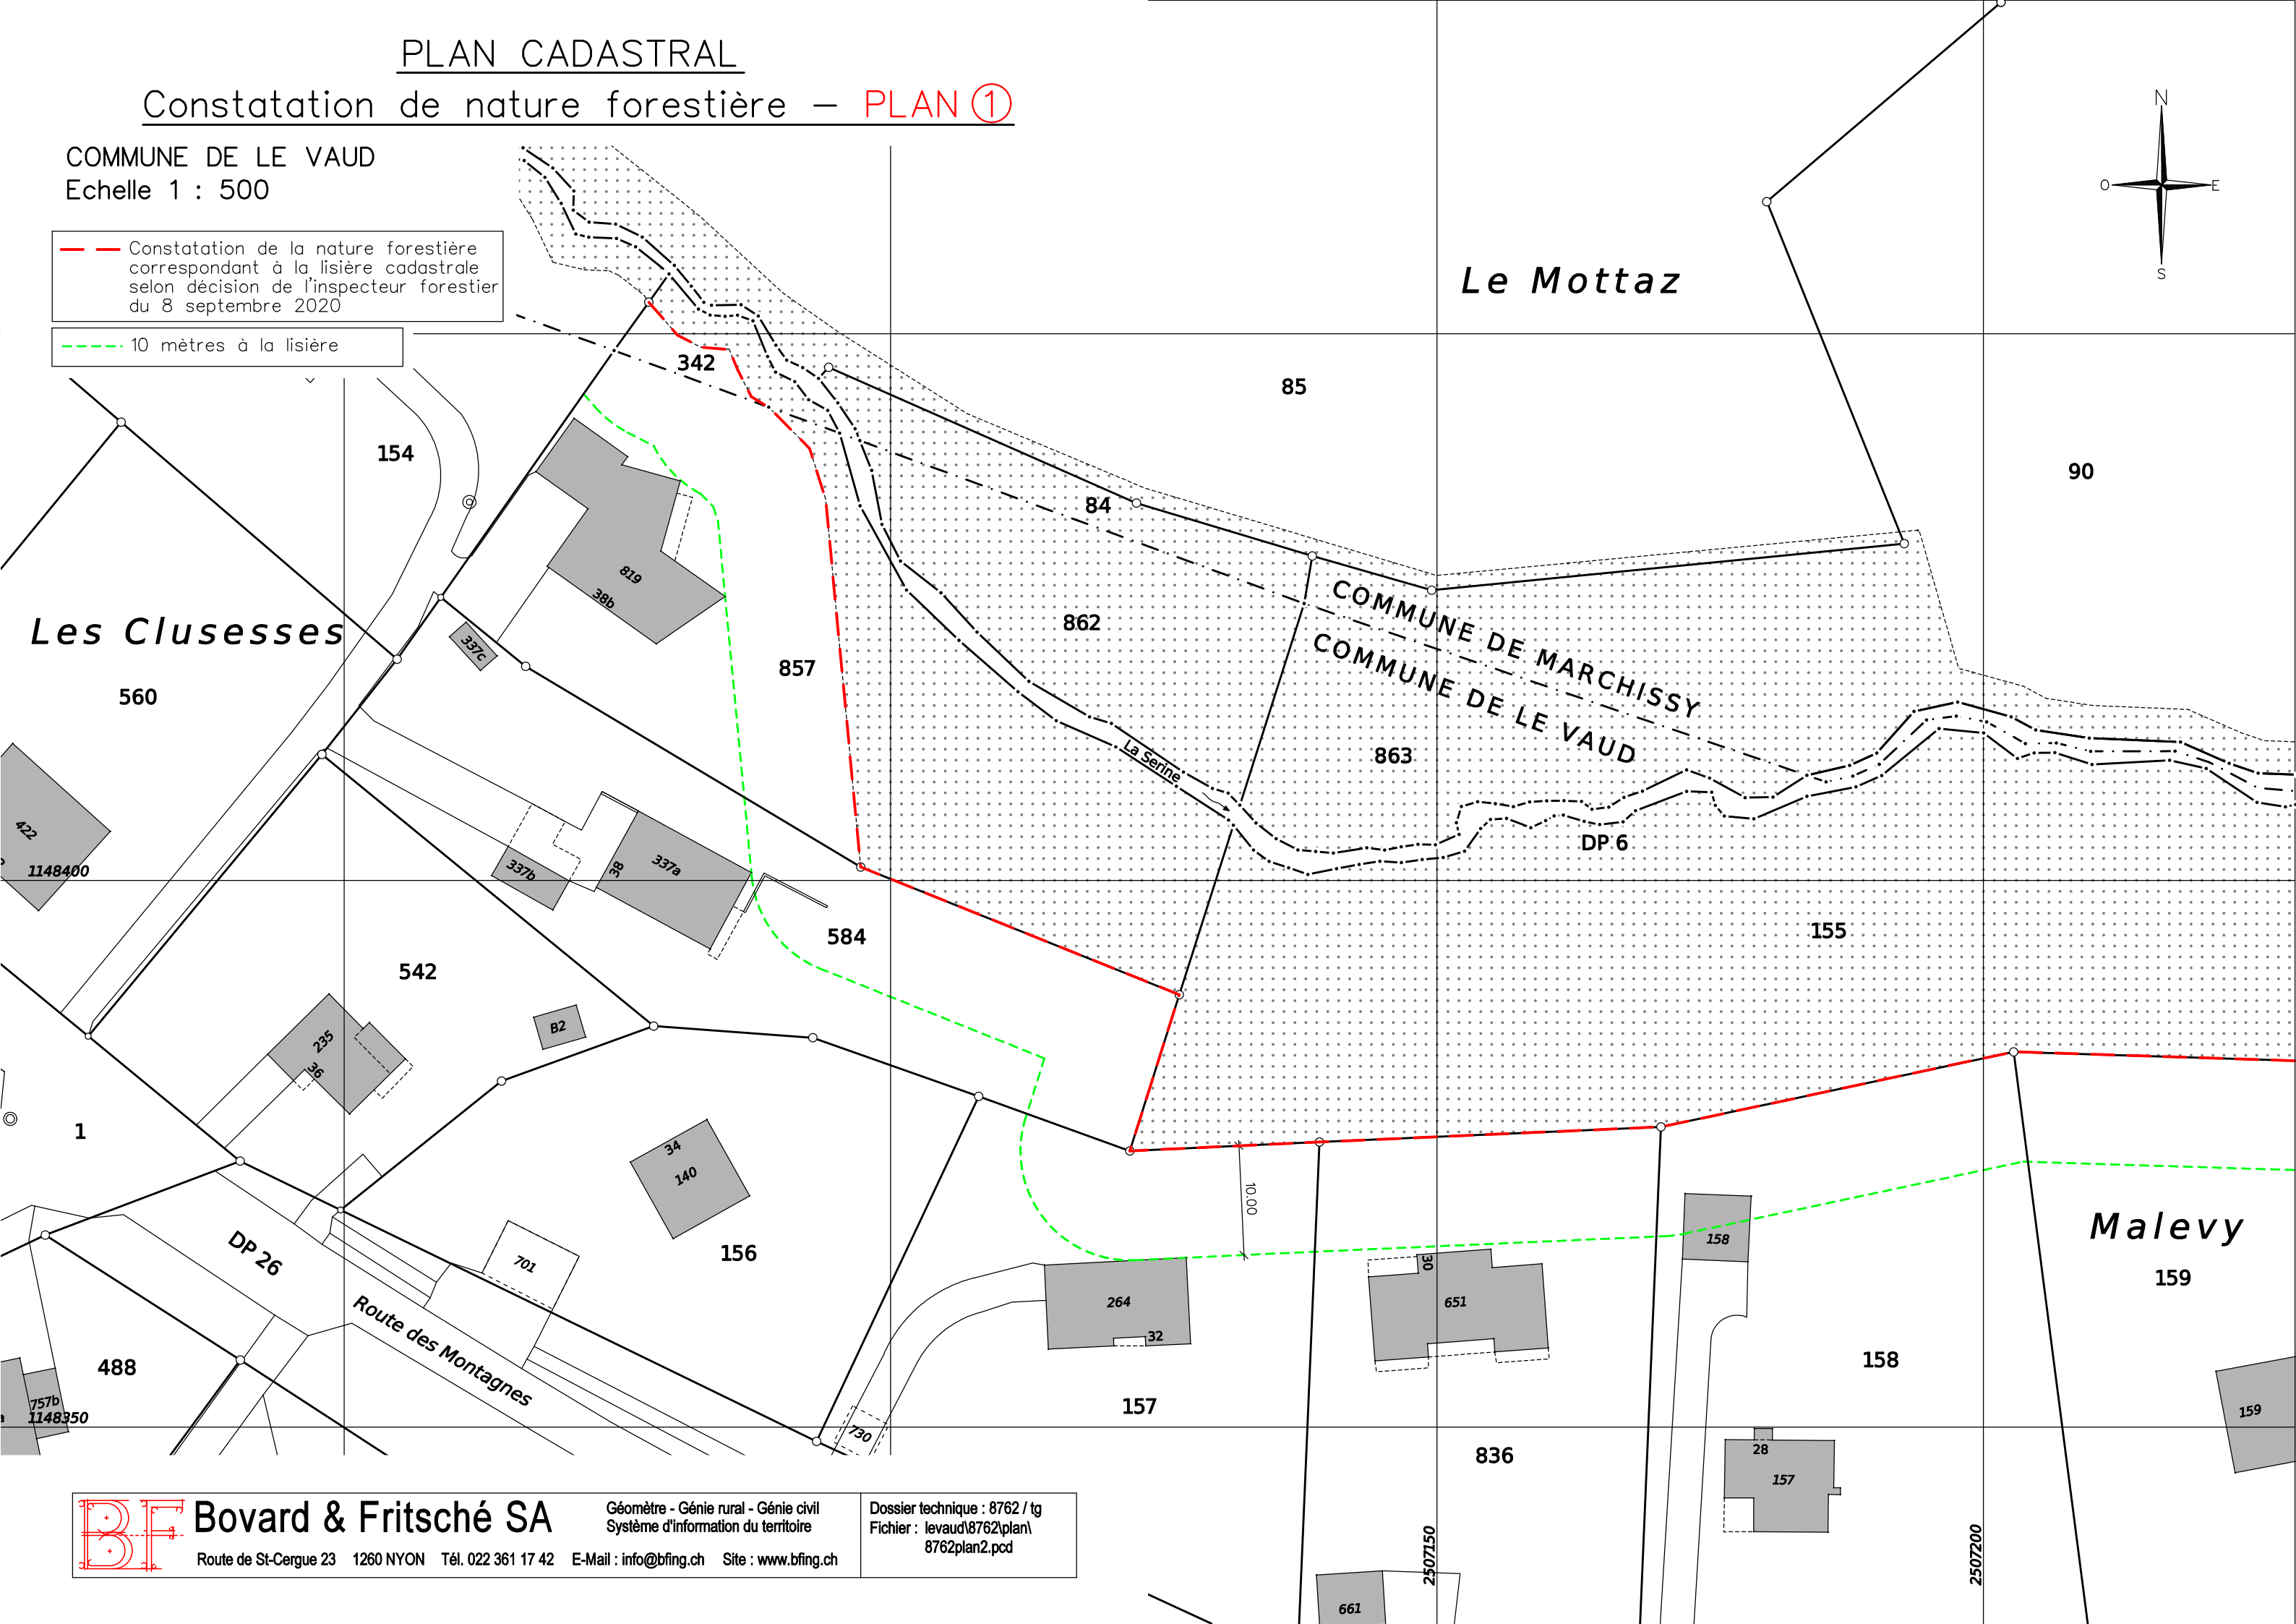 PLAN CADASTRAL
Constatation de nature forestière – PLAN 1
COMMUNE DE LE VAUD
Echelle 1 : 500
Constatation de la nature forestière
correspondant à la lisière cadastrale
selon décision de l'inspecteur forestier
du 8 septembre 2020
10 mètres à la lisière
N
O
E
S
Le Mottaz
342
85
154
90
84
819
38b
COMMUNE DE MARCHISSY
COMMUNE DE LE VAUD
862
Les Clusesses
337c
857
560
863
La Serine
422
1148400
337b
38
337a
DP 6
584
155
542
B2
235
36
1
34
140
10.00
Malevy
DP 26
156
701
158
159
30
264
32
651
Route des Montagnes
488
158
757b
1148350
157
159
730
836
28
157
2507150
2507200
661
Bovard & Fritsché SA
Géomètre - Génie rural - Génie civil
Système d'information du territoire
Route de St-Cergue 23 1260 NYON Tél. 022 361 17 42 E-Mail : info@bfing.ch Site : www.bfing.ch
Dossier technique : 8762 / tg
Fichier : levaud\8762\plan\
8762plan2.pcd
BF